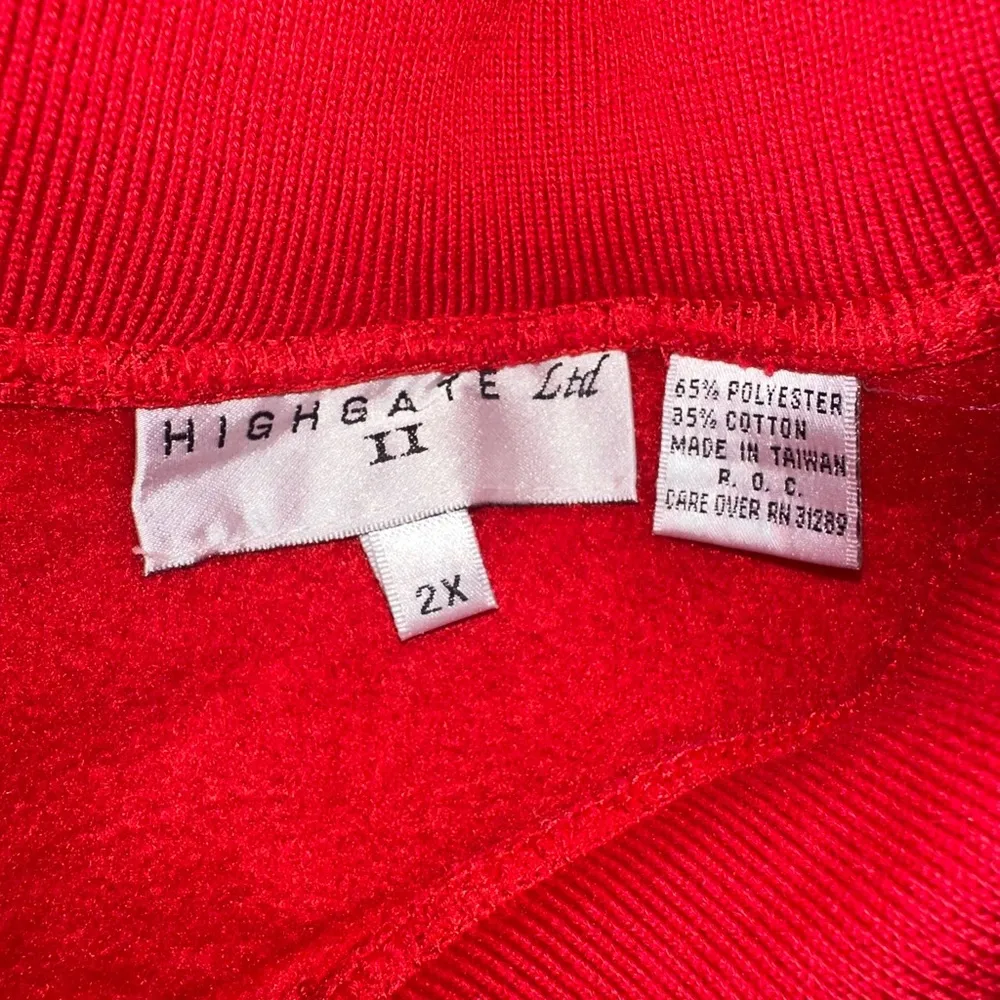 HIGHGATE Ltd
II
2X
65% POLYESTER
35% COTTON
MADE IN TAIWAN
R. O. C.
CARE OVER RN 31289